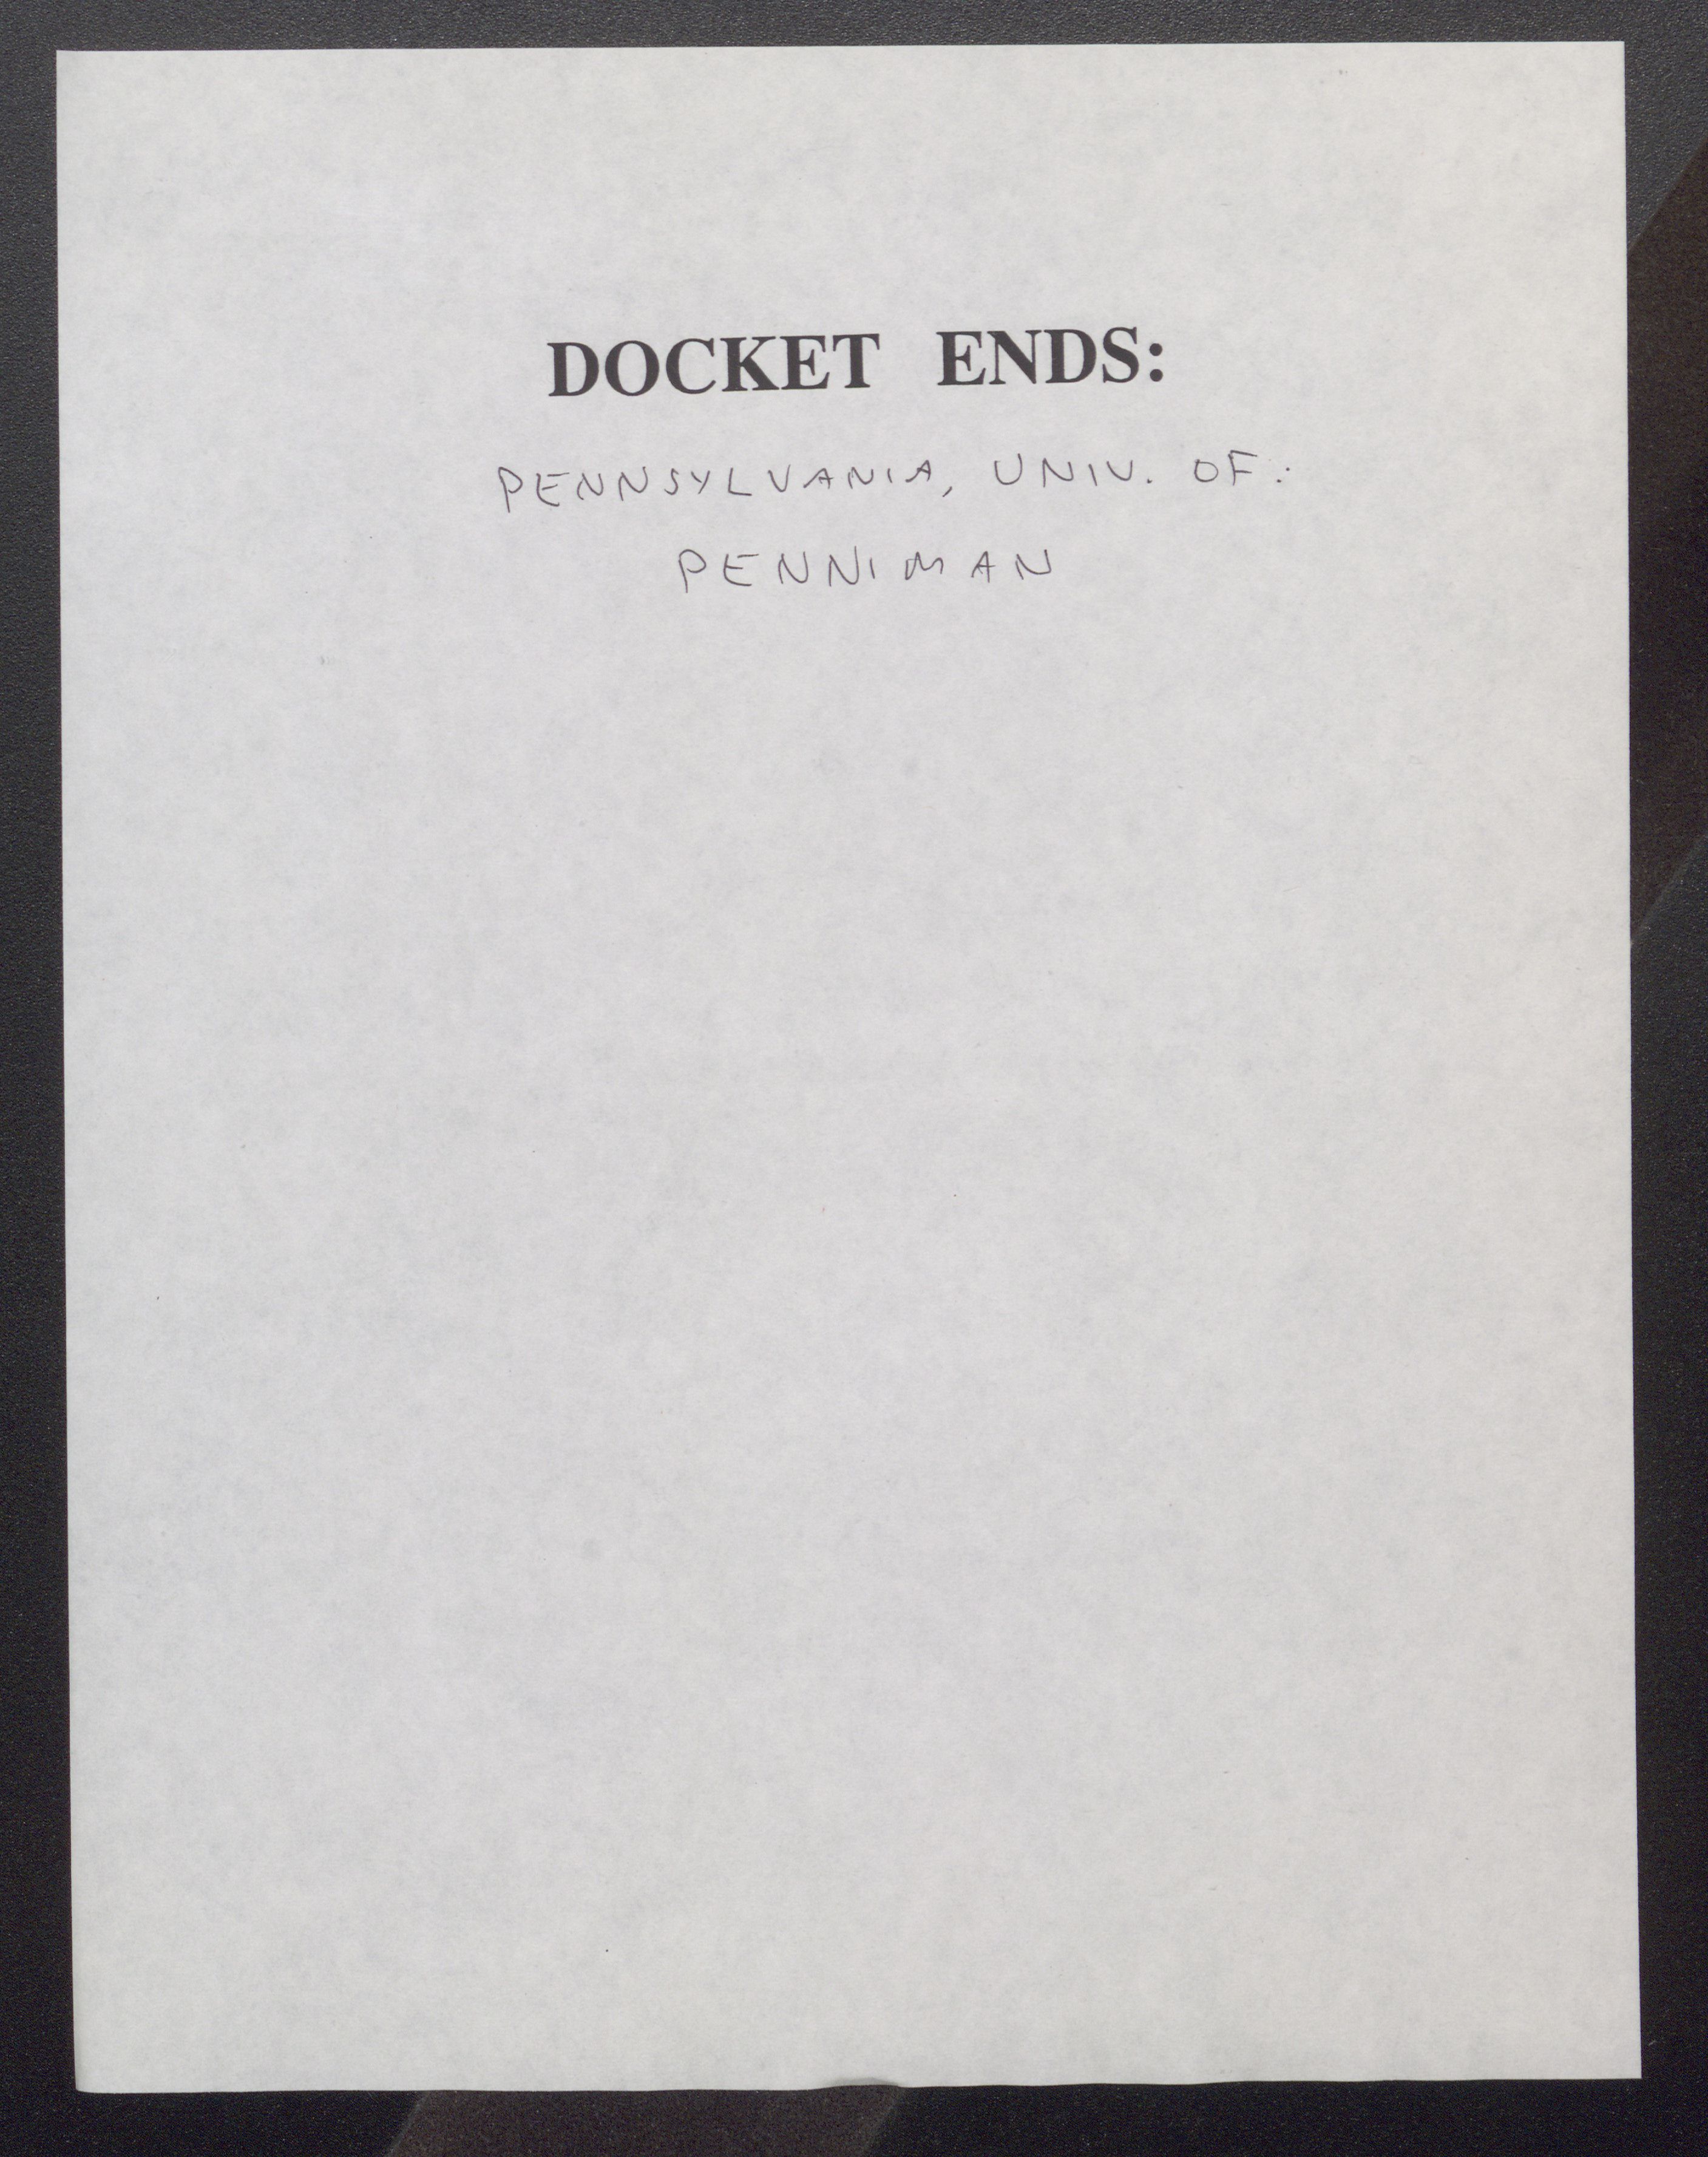 DOCKET ENDS:
PENNSYLVANIA, UNIV. OF:
PENNIMAN